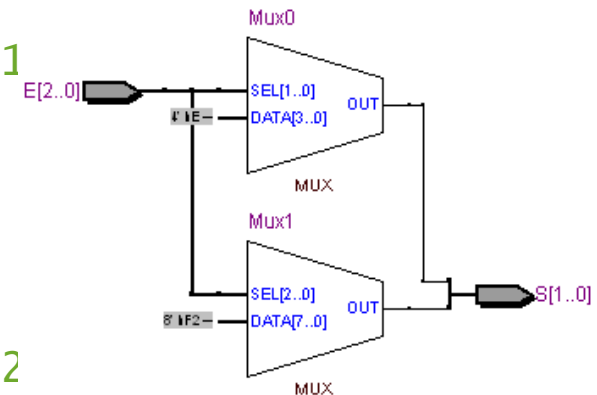 Mux0
1
E[2..0]
SEL[1..0]
OUT
4' hE
DATA[3..0]
MUX
Mux1
SEL[2..0]
S[1..0]
OUT
8' hF2
DATA[7..0]
2
MUX